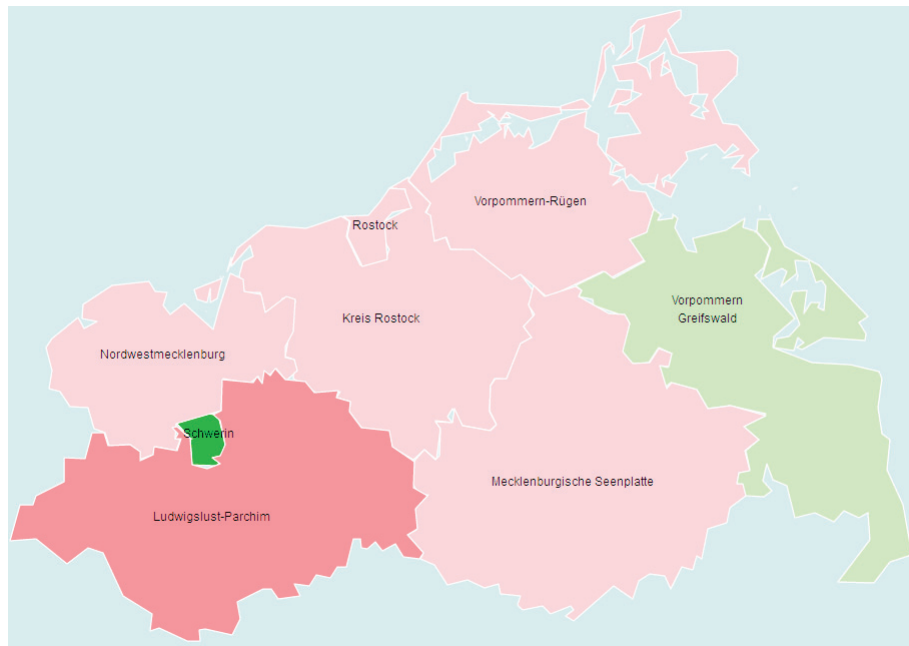 Vorpommern-Rügen
Rostock
Vorpommern
Greifswald
Kreis Rostock
Nordwestmecklenburg
Schwerin
Mecklenburgische Seenplatte
Ludwigslust-Parchim